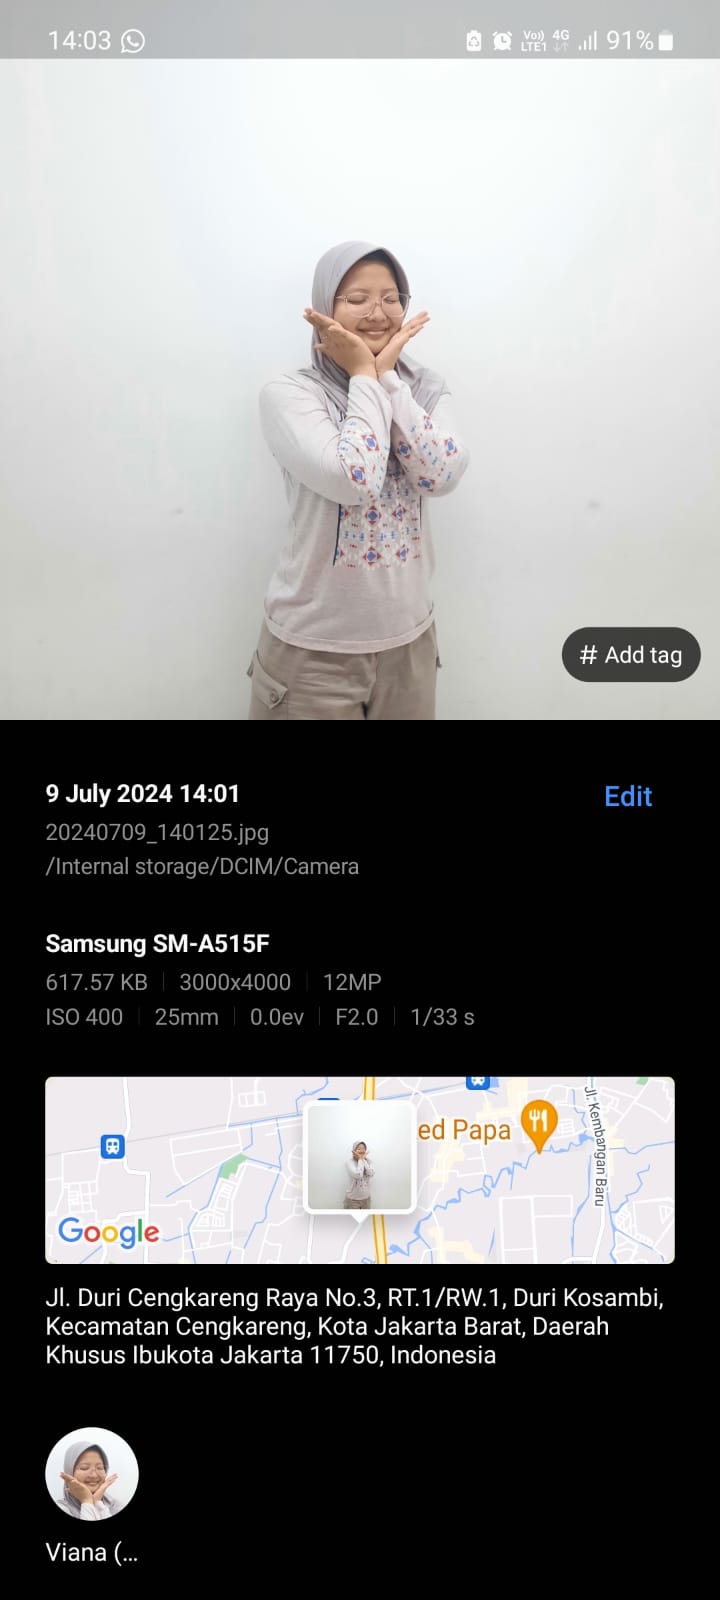 14:03
Vo)) 4G 91%
LTE1
# Add tag
9 July 2024 14:01 Edit
20240709_140125.jpg
/Internal storage/DCIM/Camera
Samsung SM-A515F
617.57 KB 3000x4000 12MP
ISO 400 25mm 0.0ev F2.0 1/33 s
ed Papa
Jl. Kembangan Baru
Google
Jl. Duri Cengkareng Raya No.3, RT.1/RW.1, Duri Kosambi,
Kecamatan Cengkareng, Kota Jakarta Barat, Daerah
Khusus Ibukota Jakarta 11750, Indonesia
Viana (...